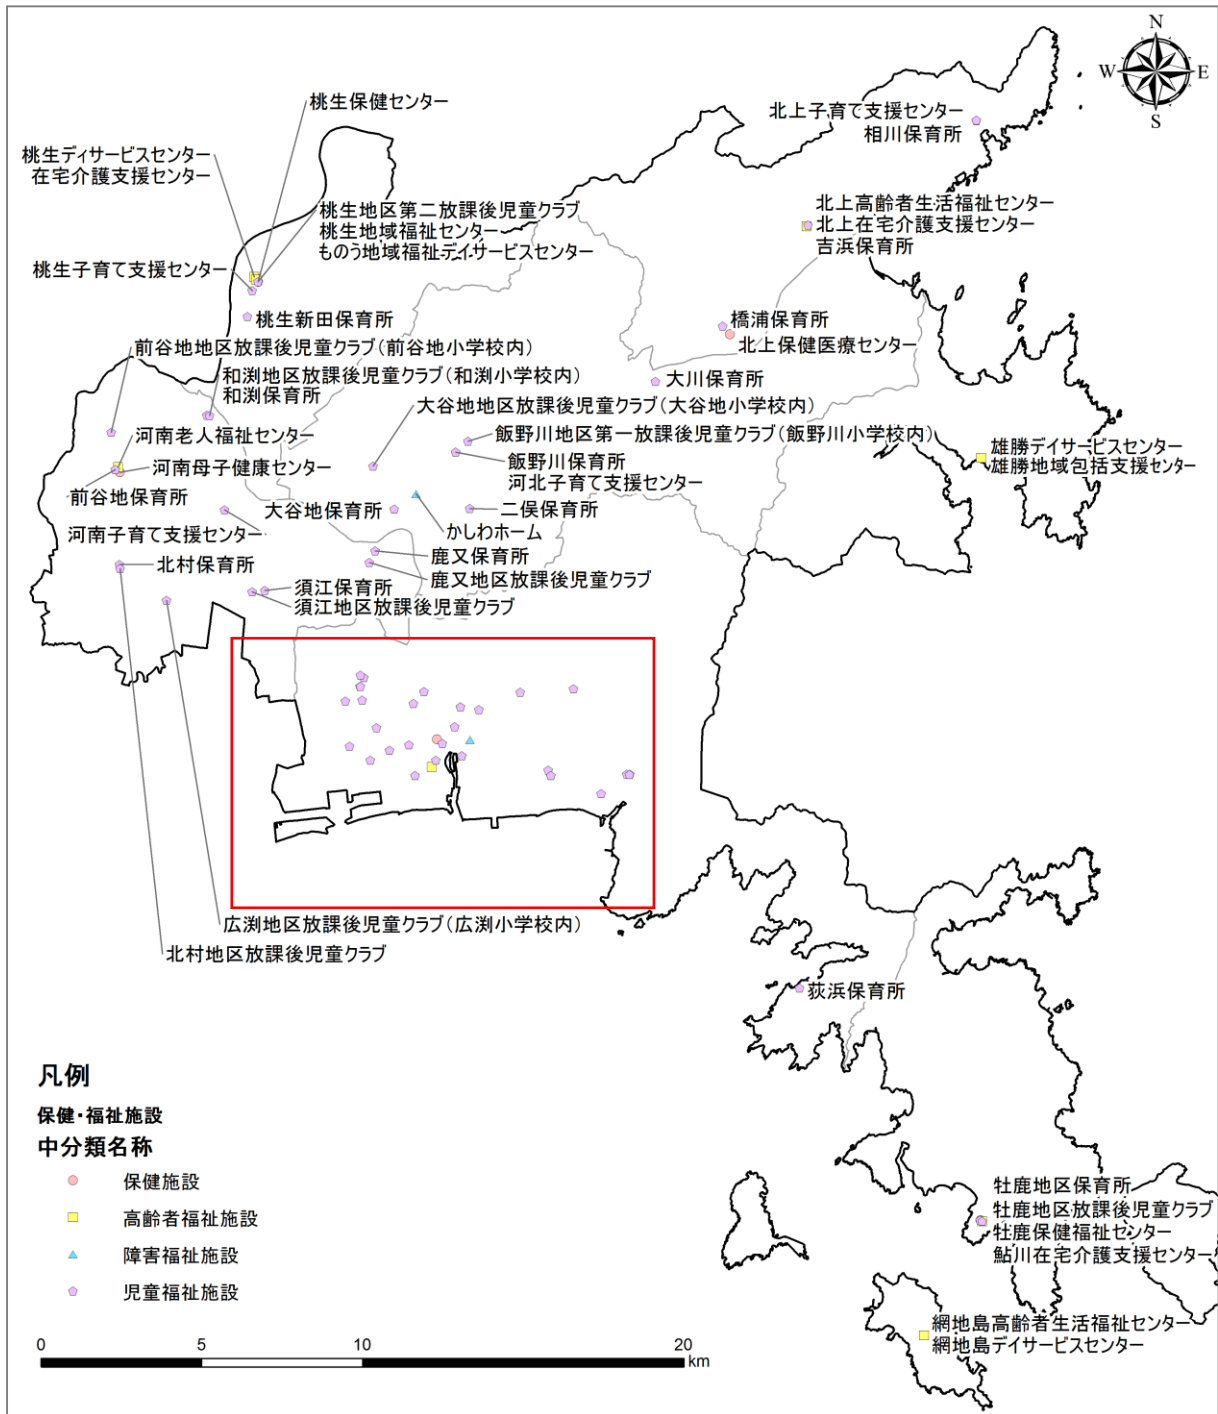 N
W
E
S
桃生保健センター
北上子育て支援センター
相川保育所
桃生デイサービスセンター
在宅介護支援センター
桃生地区第二放課後児童クラブ
桃生地域福祉センター
ものう地域福祉デイサービスセンター
北上高齢者生活福祉センター
北上在宅介護支援センター
吉浜保育所
桃生子育て支援センター
桃生新田保育所
橋浦保育所
北上保健医療センター
前谷地地区放課後児童クラブ（前谷地小学校内）
和渕地区放課後児童クラブ（和渕小学校内）
和渕保育所
大川保育所
大谷地地区放課後児童クラブ（大谷地小学校内）
河南老人福祉センター
飯野川地区第一放課後児童クラブ（飯野川小学校内）
雄勝デイサービスセンター
雄勝地域包括支援センター
河南母子健康センター
飯野川保育所
河北子育て支援センター
前谷地保育所
大谷地保育所
二俣保育所
河南子育て支援センター
かしわホーム
北村保育所
鹿又保育所
鹿又地区放課後児童クラブ
須江保育所
須江地区放課後児童クラブ
広渕地区放課後児童クラブ（広渕小学校内）
北村地区放課後児童クラブ
荻浜保育所
凡例
保健・福祉施設
中分類名称
保健施設
高齢者福祉施設
障害福祉施設
児童福祉施設
牡鹿地区保育所
牡鹿地区放課後児童クラブ
牡鹿保健福祉センター
鮎川在宅介護支援センター
網地島高齢者生活福祉センター
網地島デイサービスセンター
0 5 10 20
km